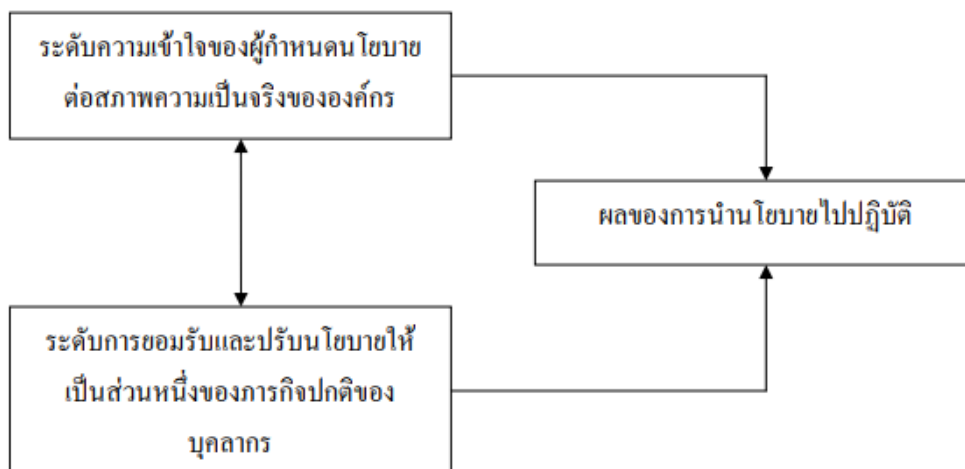 ระดับความเข้าใจของผู้กำหนดนโยบาย
ต่อสภาพความเป็นจริงขององค์กร
ผลของการนำนโยบายไปปฏิบัติ
ระดับการยอมรับและปรับนโยบายให้
เป็นส่วนหนึ่งของภารกิจปกติของ
บุคลากร